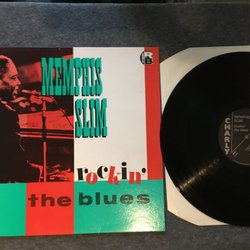 MEMPHIS
SLIM
R
B
rockin'
the blues
CHARLY